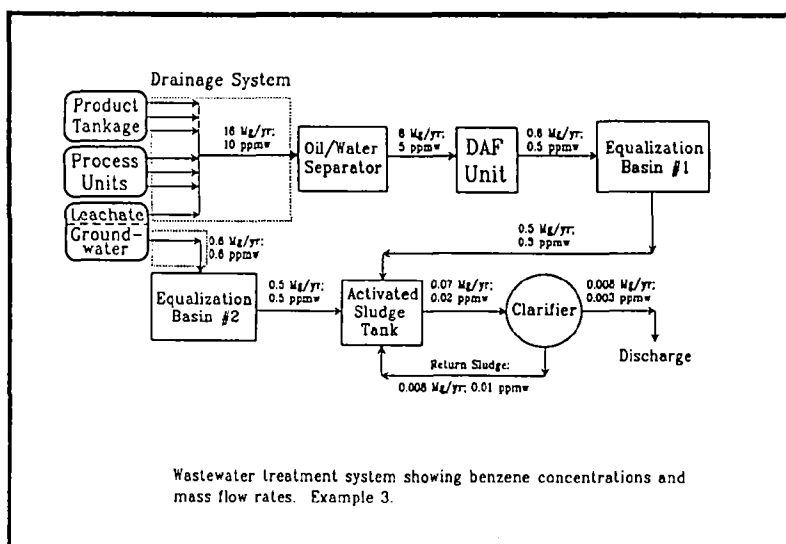 Drainage System
Product
Tankage
Process
Units
Leachate
Ground-
water
16 Mg/yr;
10 ppmw
Oil/Water
Separator
6 Mg/yr;
5 ppmw
DAF
Unit
0.6 Mg/yr;
0.5 ppmw
Equalization
Basin #1
0.6 Mg/yr;
0.6 ppmw
0.5 Mg/yr;
0.3 ppmw
Equalization
Basin #2
0.5 Mg/yr;
0.5 ppmw
Activated
Sludge
Tank
0.07 Mg/yr;
0.02 ppmw
Clarifier
0.008 Mg/yr;
0.003 ppmw
Discharge
Return Sludge:
0.008 Mg/yr; 0.01 ppmw
Wastewater treatment system showing benzene concentrations and
mass flow rates. Example 3.